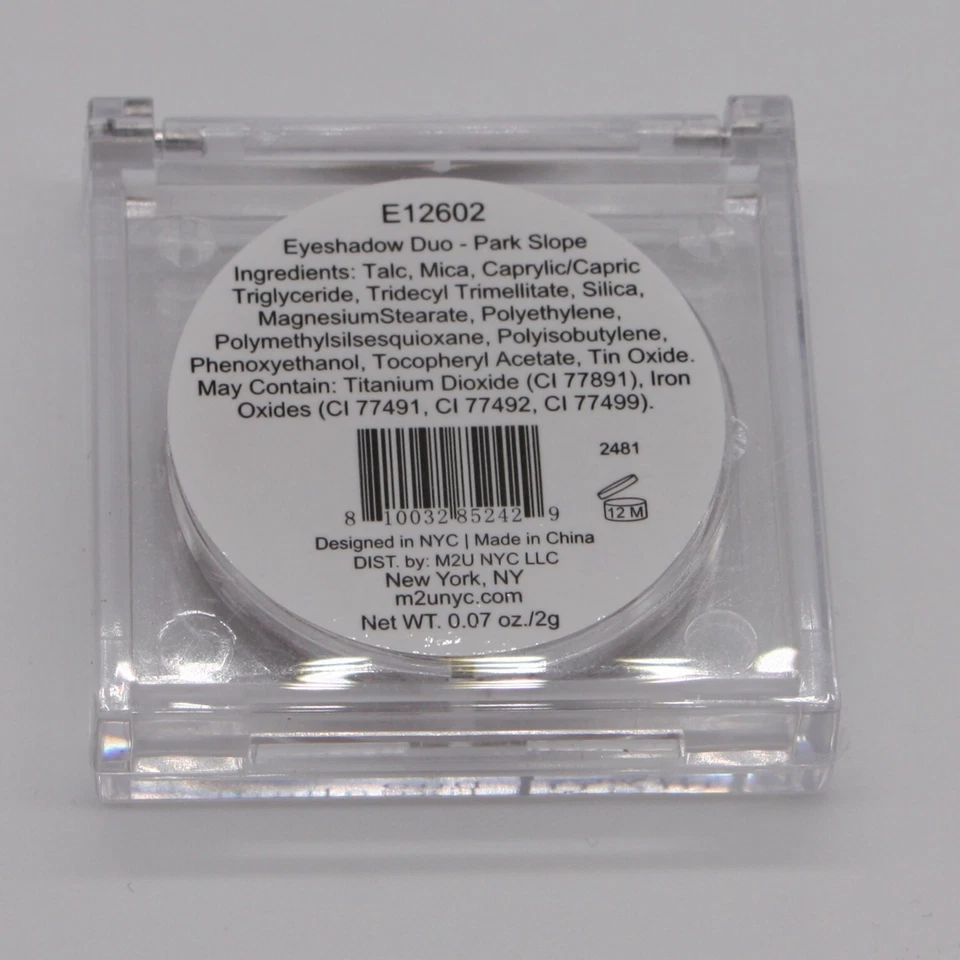 E12602
Eyeshadow Duo - Park Slope
Ingredients: Talc, Mica, Caprylic/Capric
Triglyceride, Tridecyl Trimellitate, Silica,
MagnesiumStearate, Polyethylene,
Polymethylsilsesquioxane, Polyisobutylene,
Phenoxyethanol, Tocopheryl Acetate, Tin Oxide.
May Contain: Titanium Dioxide (CI 77891), Iron
Oxides (CI 77491, CI 77492, CI 77499).
2481
12 M
8 10032 85242 9
Designed in NYC | Made in China
DIST. by: M2U NYC LLC
New York, NY
m2unyc.com
Net WT. 0.07 oz./2g